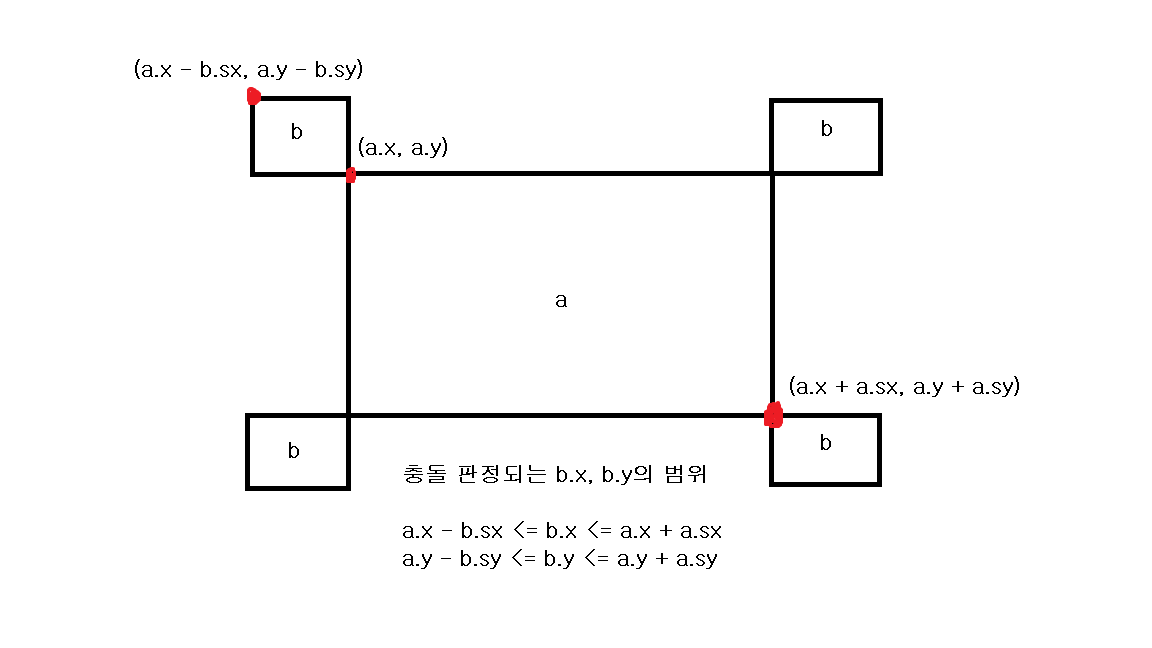 (a.x - b.sx, a.y - b.sy)
b
b
(a.x, a.y)
a
(a.x + a.sx, a.y + a.sy)
b
b
충돌 판정되는 b.x, b.y의 범위
a.x - b.sx <= b.x <= a.x + a.sx
a.y - b.sy <= b.y <= a.y + a.sy